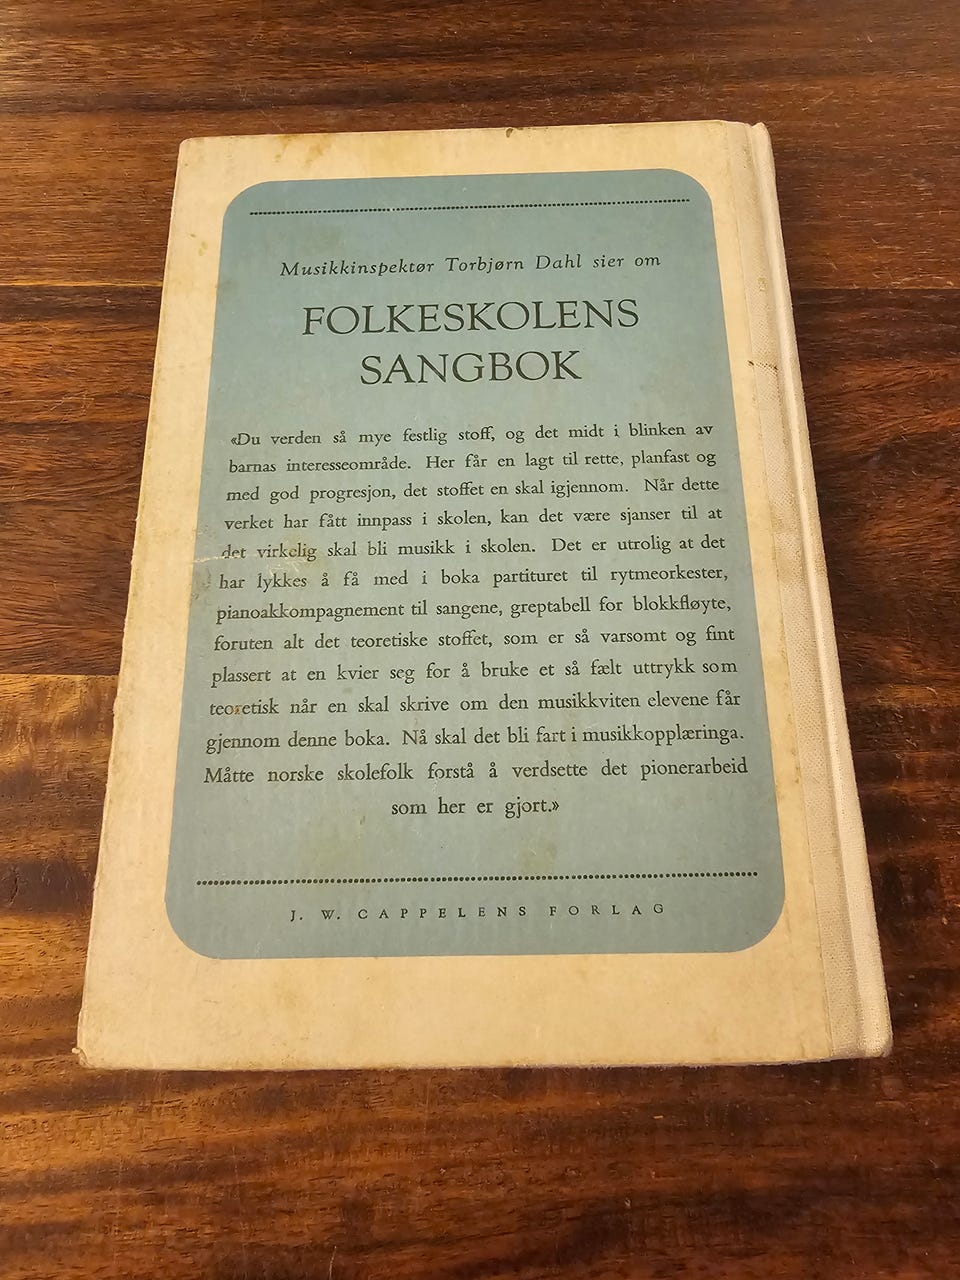 Musikkinspektør Torbjørn Dahl sier om
FOLKESKOLENS
SANGBOK
«Du verden så mye festlig stoff, og det midt i blinken av
barnas interesseområde. Her får en lagt til rette, planfast og
med god progresjon, det stoffet en skal igjennom. Når dette
verket har fått innpass i skolen, kan det være sjanser til at
det virkelig skal bli musikk i skolen. Det er utrolig at det
har lykkes å få med i boka partituret til rytmeorkester,
pianoakkompagnement til sangene, greptabell for blokkfløyte,
foruten alt det teoretiske stoffet, som er så varsomt og fint
plassert at en kvier seg for å bruke et så fælt uttrykk som
teoretisk når en skal skrive om den musikkviten elevene får
gjennom denne boka. Nå skal det bli fart i musikkopplæringa.
Måtte norske skolefolk forstå å verdsette det pionerarbeid
som her er gjort.»
J. W. CAPPELENS FORLAG